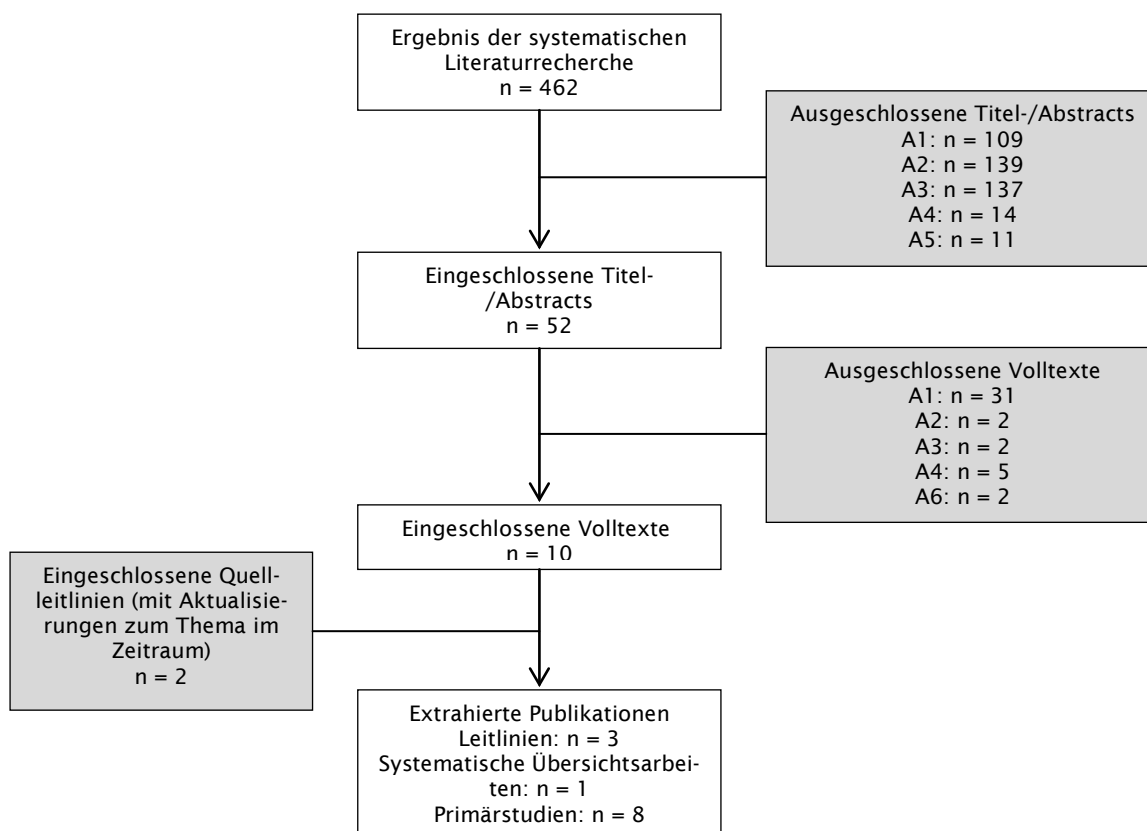 Ergebnis der systematischen
Literaturrecherche
n = 462
Ausgeschlossene Titel-/Abstracts
A1: n = 109
A2: n = 139
A3: n = 137
A4: n = 14
A5: n = 11
Eingeschlossene Titel-
/Abstracts
n = 52
Ausgeschlossene Volltexte
A1: n = 31
A2: n = 2
A3: n = 2
A4: n = 5
A6: n = 2
Eingeschlossene Volltexte
n = 10
Eingeschlossene Quell-
leitlinien (mit Aktualisie-
rungen zum Thema im
Zeitraum)
n = 2
Extrahierte Publikationen
Leitlinien: n = 3
Systematische Übersichtsarbei-
ten: n = 1
Primärstudien: n = 8